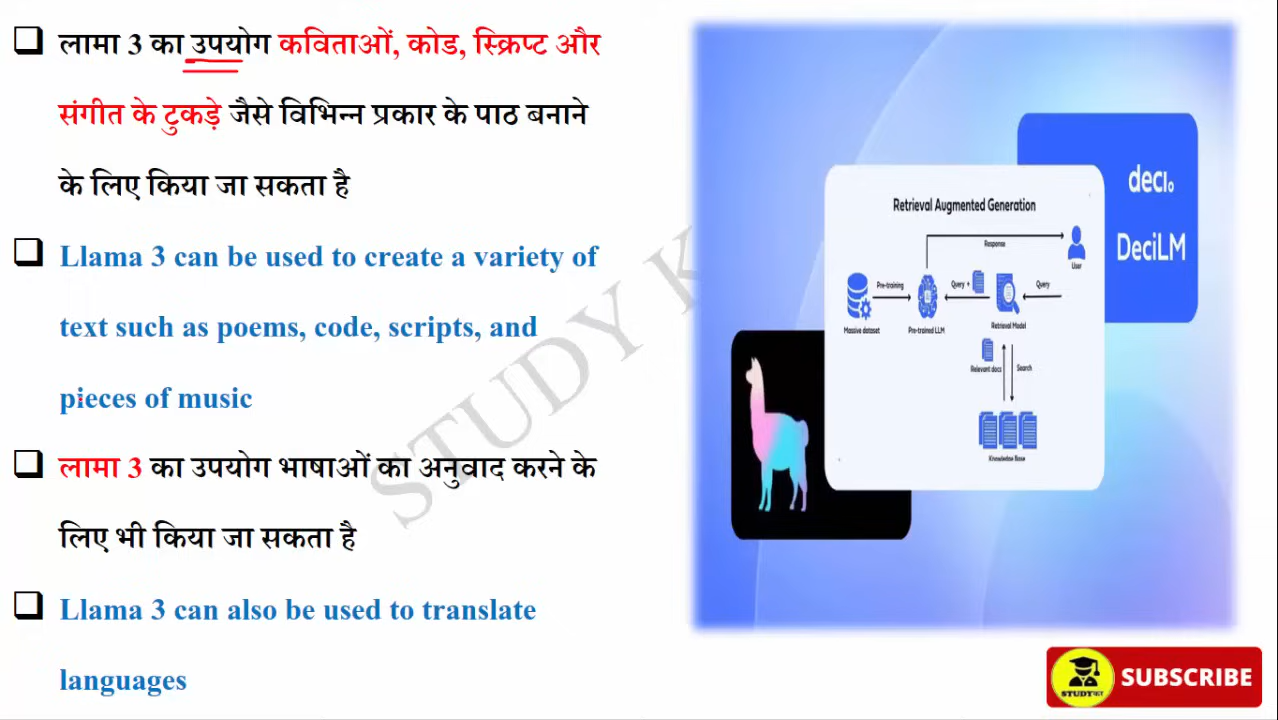 लामा 3 का उपयोग कविताओं, कोड, स्क्रिप्ट और
संगीत के टुकड़े जैसे विभिन्न प्रकार के पाठ बनाने
के लिए किया जा सकता है
Llama 3 can be used to create a variety of
text such as poems, code, scripts, and
pieces of music
लामा 3 का उपयोग भाषाओं का अनुवाद करने के
लिए भी किया जा सकता है
Llama 3 can also be used to translate
languages
STUDY K
deci.
DeciLM
Retrieval Augmented Generation
Response
User
Pre-training
Query +
Query
Massive dataset
Pre-trained LLM
Retrieval Model
Relevant docs
Search
Knowledge Base
STUDYका
SUBSCRIBE